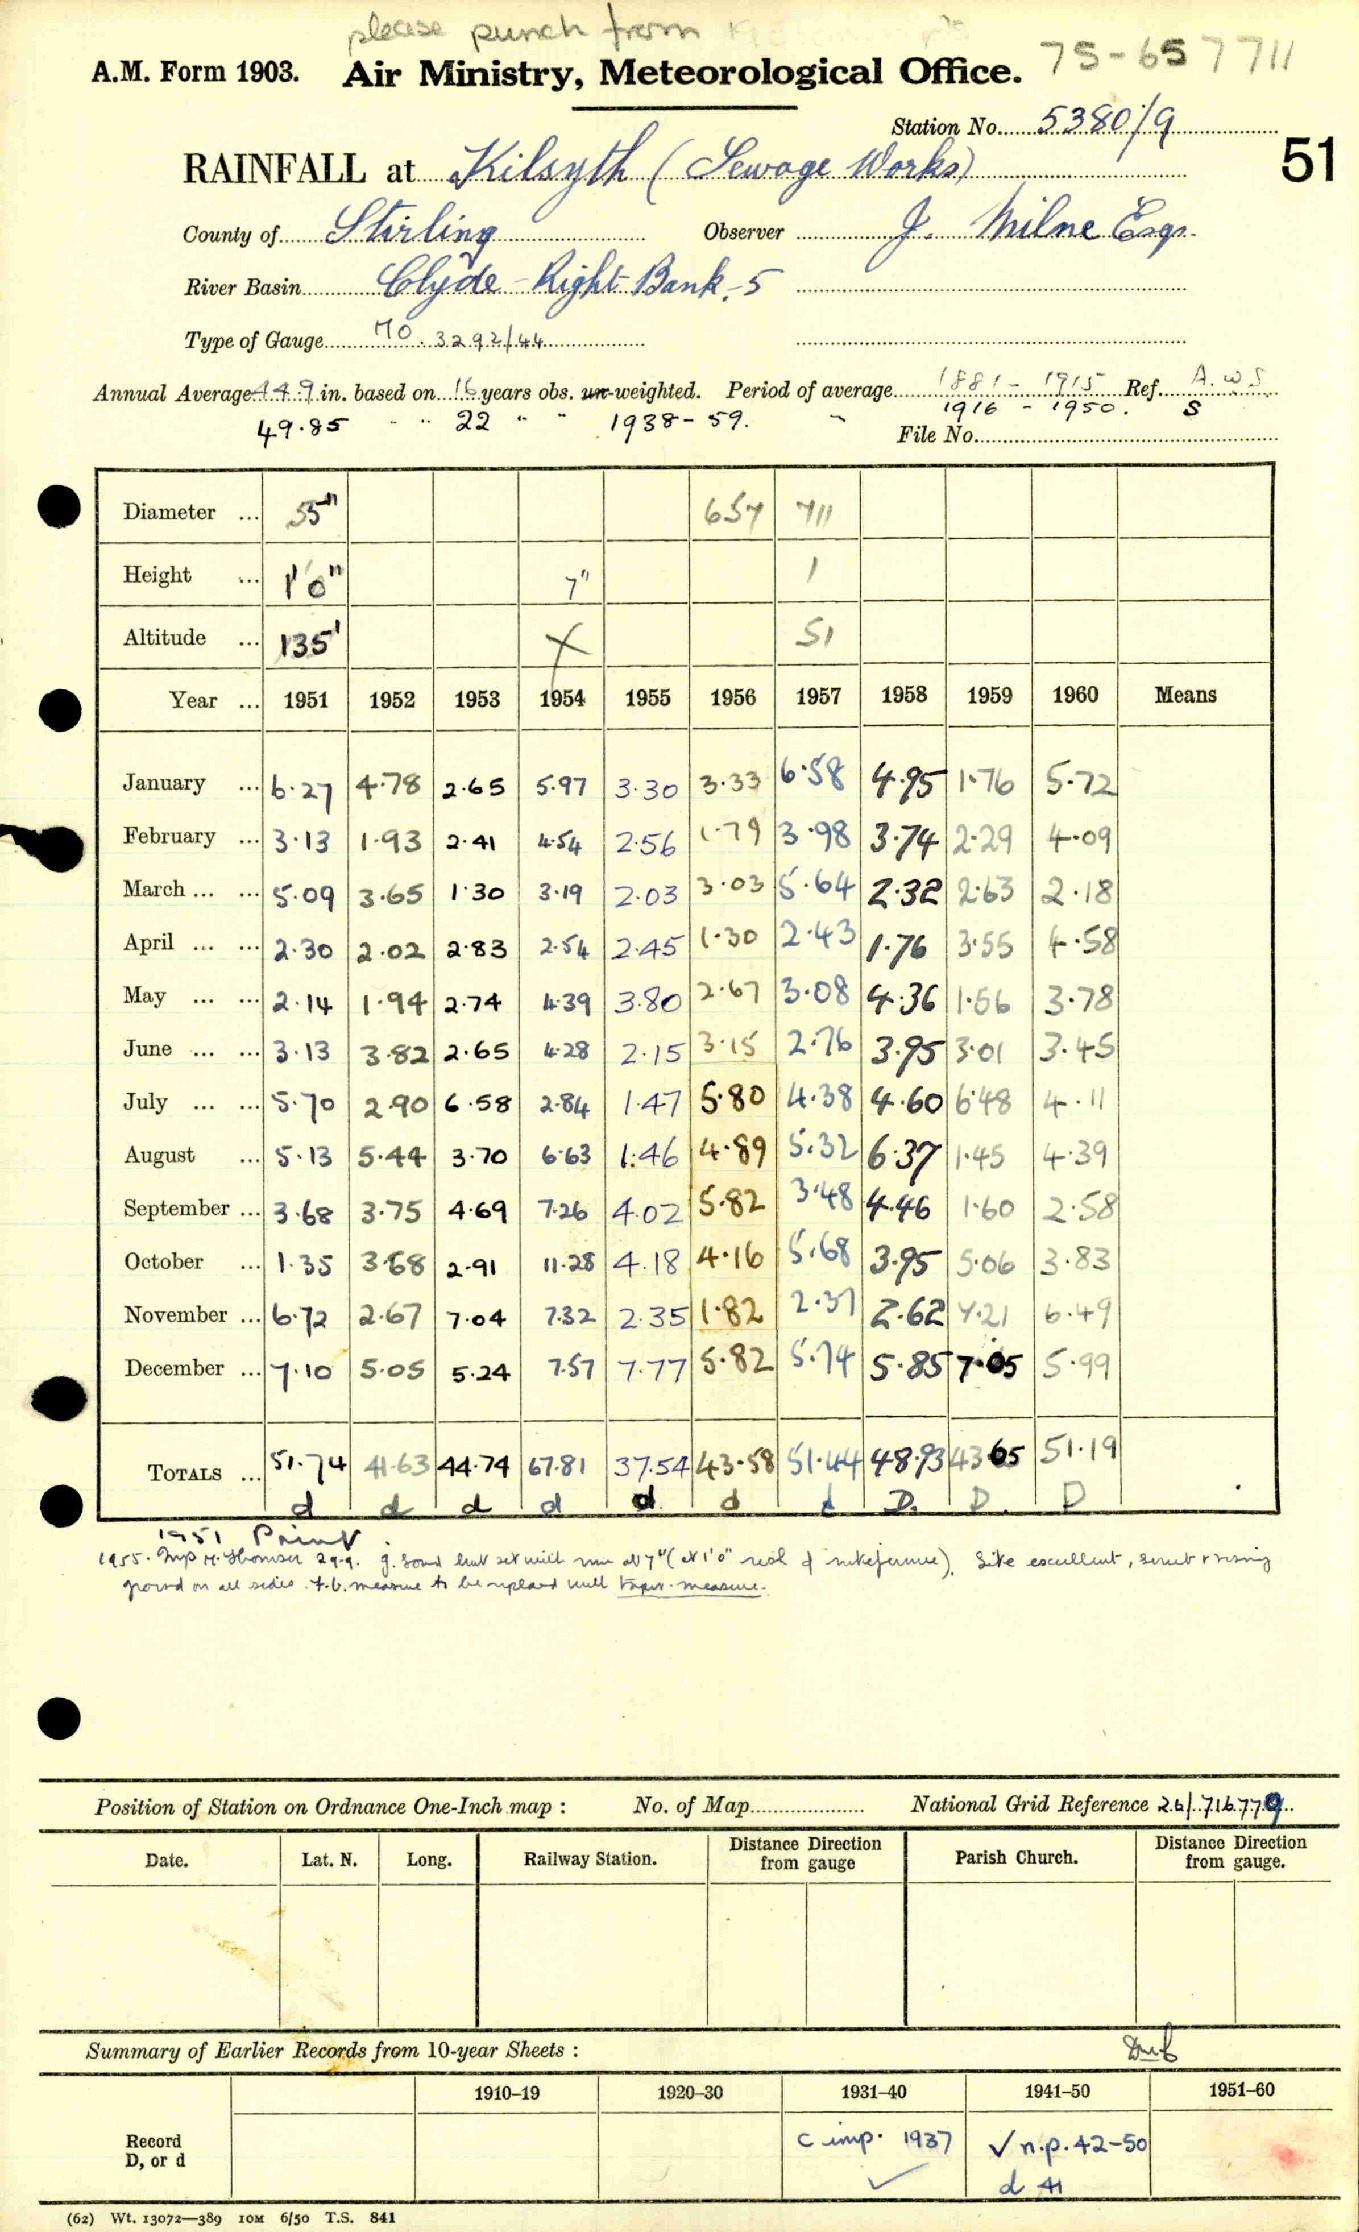 please punch from
A.M. Form 1903. Air Ministry, Meteorological Office. 75-657711
Station No. 5380/9
51
RAINFALL at Kilsyth (Sewage Works)
County of Stirling Observer J. Milne Esq.
River Basin Clyde - Right Bank - 5
Type of Gauge MO. 3292/44
Annual Average 44.9 in. based on 16 years obs. un-weighted. Period of average 1881 - 1915 Ref. A.W.S
49.85 " " 22 " " 1938 - 59. " 1916 - 1950. S
File No.
Diameter ... 5" 657 711
Height ... 1'0" 7" 1
Altitude ... 135' X 51
Year ... 1951 1952 1953 1954 1955 1956 1957 1958 1959 1960 Means
January ... 6.27 4.78 2.65 5.97 3.30 3.33 6.58 4.95 1.76 5.72
February ... 3.13 1.93 2.41 4.54 2.56 1.79 3.98 3.74 2.29 4.09
March ... ... 5.09 3.65 1.30 3.19 2.03 3.03 5.64 2.32 2.63 2.18
April ... ... 2.30 2.02 2.83 2.54 2.45 1.30 2.43 1.76 3.55 4.58
May ... ... 2.14 1.94 2.74 4.39 3.80 2.67 3.08 4.36 1.56 3.78
June ... ... 3.13 3.82 2.65 4.28 2.15 3.15 2.76 3.95 3.01 3.45
July ... ... 5.70 2.90 6.58 2.84 1.47 5.80 4.38 4.60 6.48 4.11
August ... 5.13 5.44 3.70 6.63 1.46 4.89 5.32 6.37 1.45 4.39
September ... 3.68 3.75 4.69 7.26 4.02 5.82 3.48 4.46 1.60 2.58
October ... 1.35 3.68 2.91 11.28 4.18 4.16 5.68 3.95 5.06 3.83
November ... 6.72 2.67 7.04 7.32 2.35 1.82 2.37 2.62 7.21 6.49
December ... 7.10 5.05 5.24 7.57 7.77 5.82 5.74 5.85 7.05 5.99
TOTALS ... 51.74 41.63 44.74 67.81 37.54 43.58 51.44 48.93 43.65 51.19
d d d d d d d D. D. D
1951 Print
1955. Insp 29.9. g. Sound but set with rim at 7" (at 1'0" ). Site excellent, rising
ground on all sides. measure to be replaced with taper-measure.
Position of Station on Ordnance One-Inch map : No. of Map National Grid Reference 26/716779
Date. Lat. N. Long. Railway Station. Distance from gauge Direction Parish Church. Distance from gauge. Direction
Summary of Earlier Records from 10-year Sheets :
1910–19 1920–30 1931–40 1941–50 1951–60
Record c imp. 1937 ✓ n.p. 42-50
D, or d ✓ d 41
(62) Wt. 13072—389 10M 6/50 T.S. 841